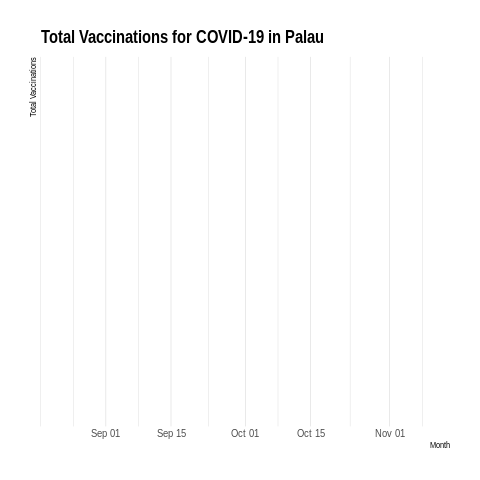 Total Vaccinations for COVID-19 in Palau
Total Vaccinations
Sep 01
Sep 15
Oct 01
Oct 15
Nov 01
Month